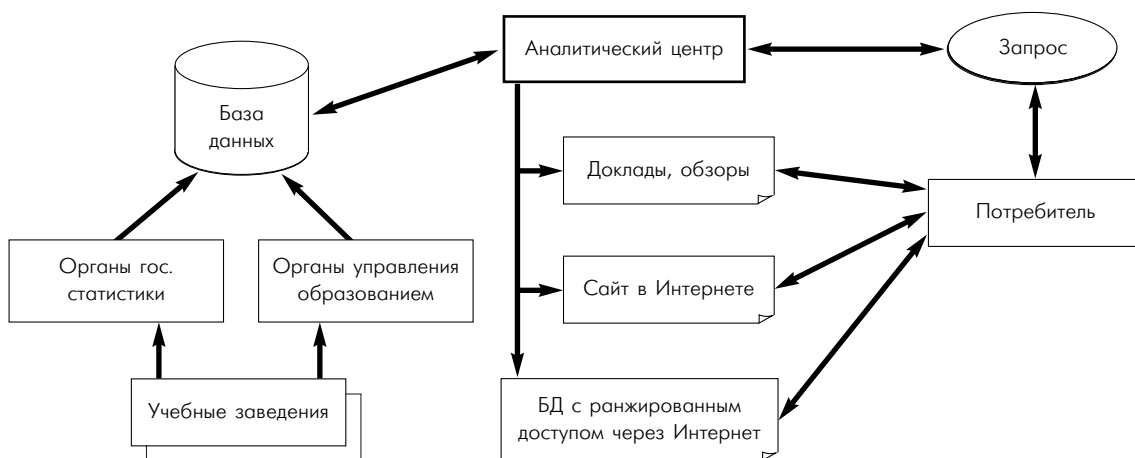 Аналитический центр
Запрос
База
данных
Доклады, обзоры
Потребитель
Органы гос.
статистики
Органы управления
образованием
Сайт в Интернете
Учебные заведения
БД с ранжированным
доступом через Интернет